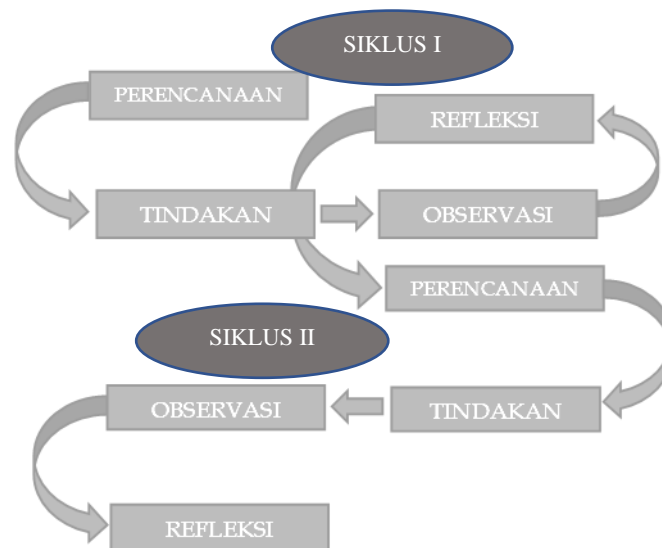 SIKLUS I
PERENCANAAN
REFLEKSI
TINDAKAN
OBSERVASI
PERENCANAAN
SIKLUS II
OBSERVASI
TINDAKAN
REFLEKSI